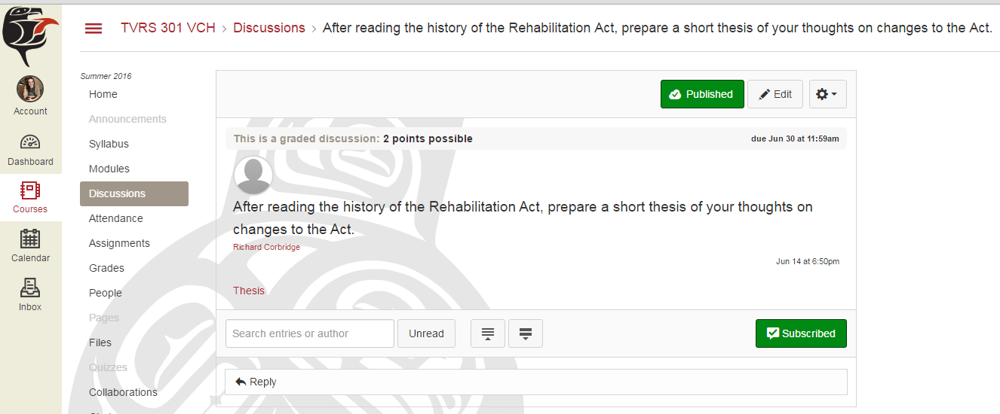 TVRS 301 VCH > Discussions > After reading the history of the Rehabilitation Act, prepare a short thesis of your thoughts on changes to the Act.
Account
Dashboard
Courses
Calendar
Inbox
Summer 2016
Home
Announcements
Syllabus
Modules
Discussions
Attendance
Assignments
Grades
People
Pages
Files
Quizzes
Collaborations
Published
Edit
This is a graded discussion: 2 points possible
due Jun 30 at 11:59am
After reading the history of the Rehabilitation Act, prepare a short thesis of your thoughts on
changes to the Act.
Richard Corbridge
Jun 14 at 6:50pm
Thesis
Search entries or author
Unread
Subscribed
Reply